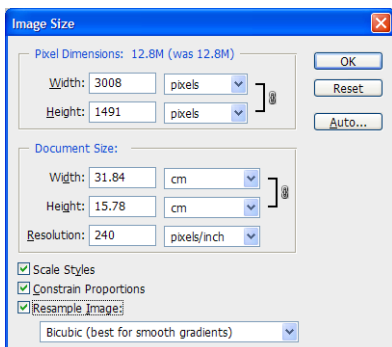 Image Size
Pixel Dimensions: 12.8M (was 12.8M)
Width: 3008 pixels
Height: 1491 pixels
OK
Reset
Auto...
Document Size:
Width: 31.84 cm
Height: 15.78 cm
Resolution: 240 pixels/inch
Scale Styles
Constrain Proportions
Resample Image:
Bicubic (best for smooth gradients)